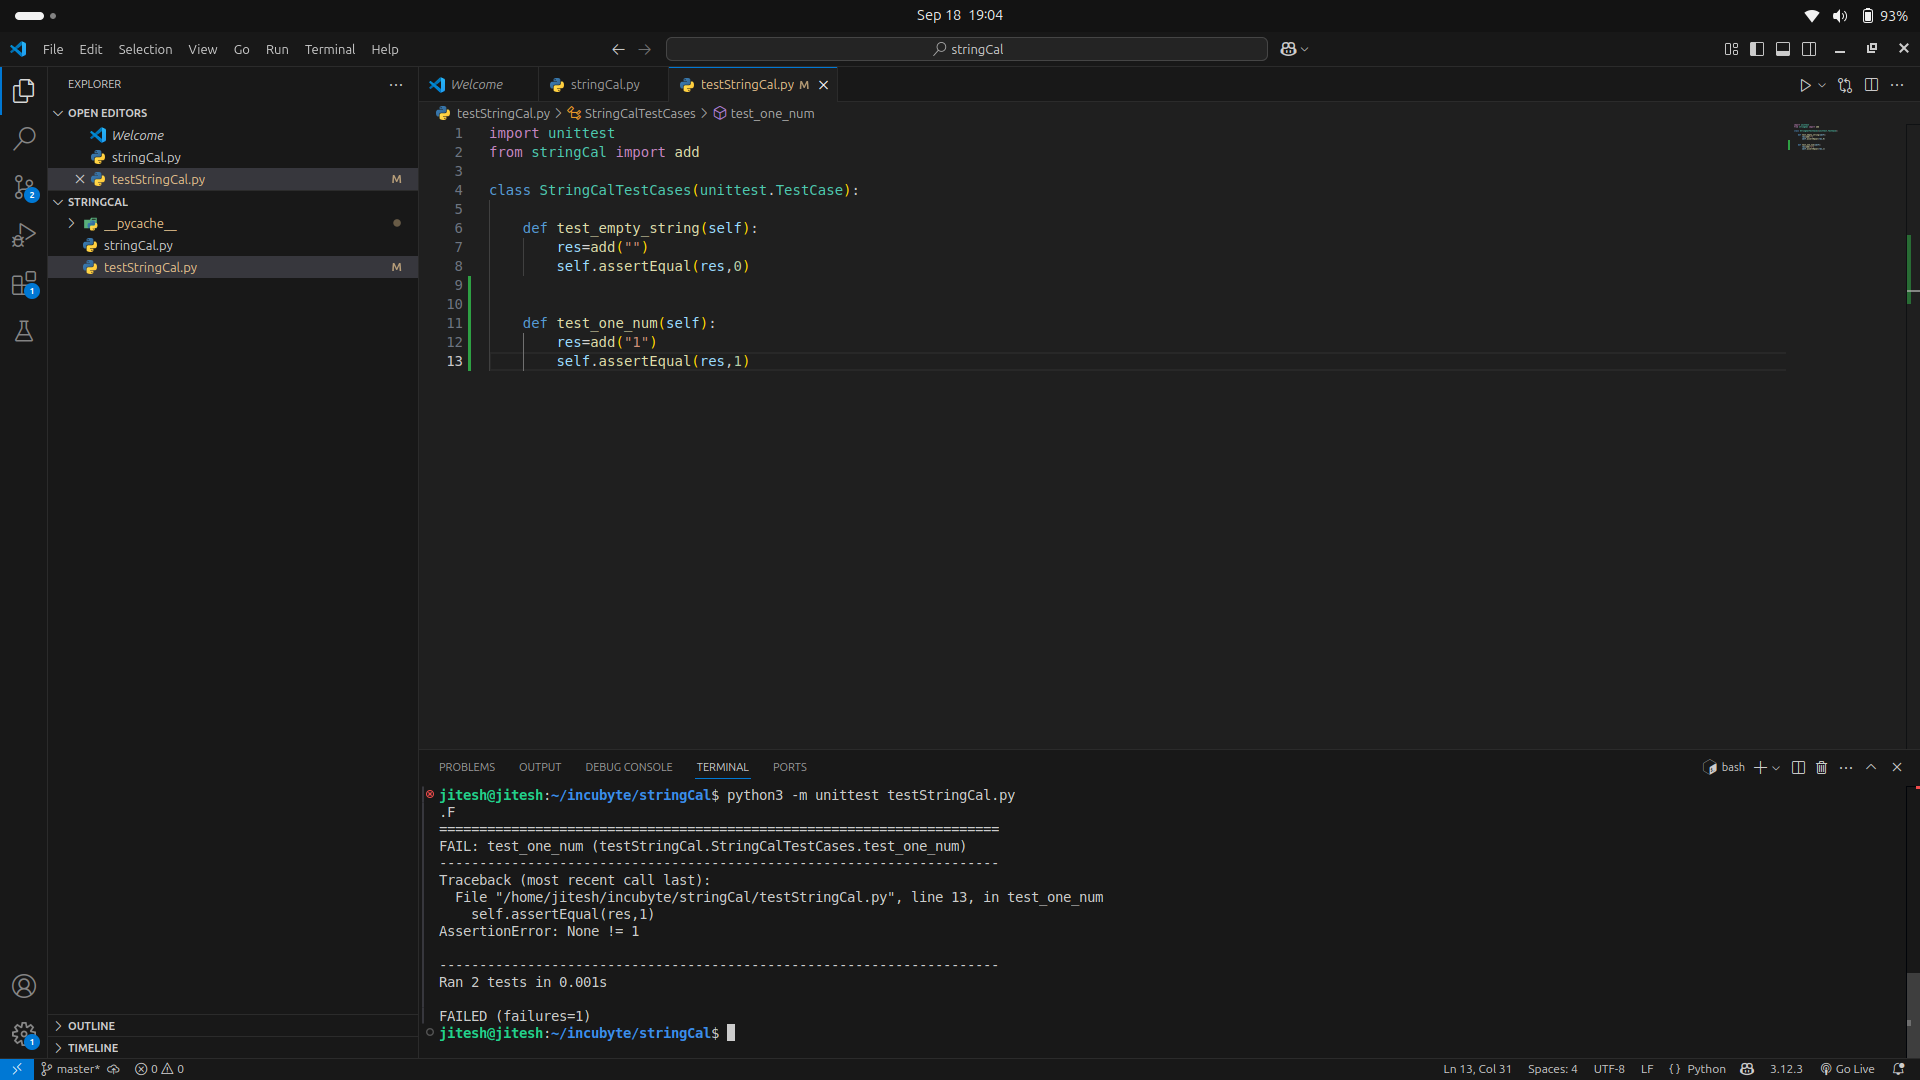 Sep 18 19:04
93%
File Edit Selection View Go Run Terminal Help
stringCal
EXPLORER
OPEN EDITORS
Welcome
stringCal.py
testStringCal.py M
STRINGCAL
__pycache__
stringCal.py
testStringCal.py M
OUTLINE
TIMELINE
2
1
1
Welcome stringCal.py testStringCal.py M
testStringCal.py > StringCalTestCases > test_one_num
1 import unittest
2 from stringCal import add
3
4 class StringCalTestCases(unittest.TestCase):
5
6 def test_empty_string(self):
7 res=add("")
8 self.assertEqual(res,0)
9
10
11 def test_one_num(self):
12 res=add("1")
13 self.assertEqual(res,1)
PROBLEMS OUTPUT DEBUG CONSOLE TERMINAL PORTS
bash
jitesh@jitesh:~/incubyte/stringCal$ python3 -m unittest testStringCal.py
.F
======================================================================
FAIL: test_one_num (testStringCal.StringCalTestCases.test_one_num)
----------------------------------------------------------------------
Traceback (most recent call last):
File "/home/jitesh/incubyte/stringCal/testStringCal.py", line 13, in test_one_num
self.assertEqual(res,1)
AssertionError: None != 1
----------------------------------------------------------------------
Ran 2 tests in 0.001s
FAILED (failures=1)
jitesh@jitesh:~/incubyte/stringCal$
master* 0 0
Ln 13, Col 31 Spaces: 4 UTF-8 LF {} Python 3.12.3 Go Live